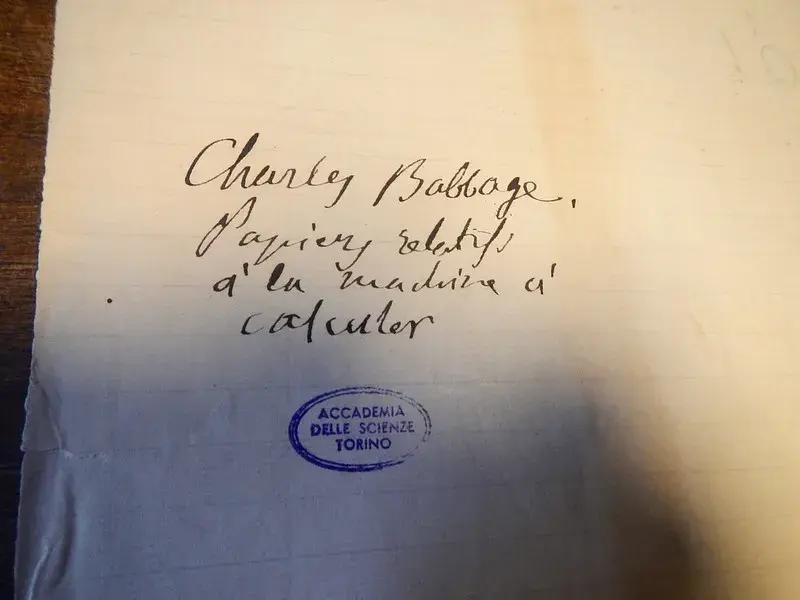 Charles Babbage,
Papiers relatifs
à la machine à
calculer
ACCADEMIA
DELLE SCIENZE
TORINO